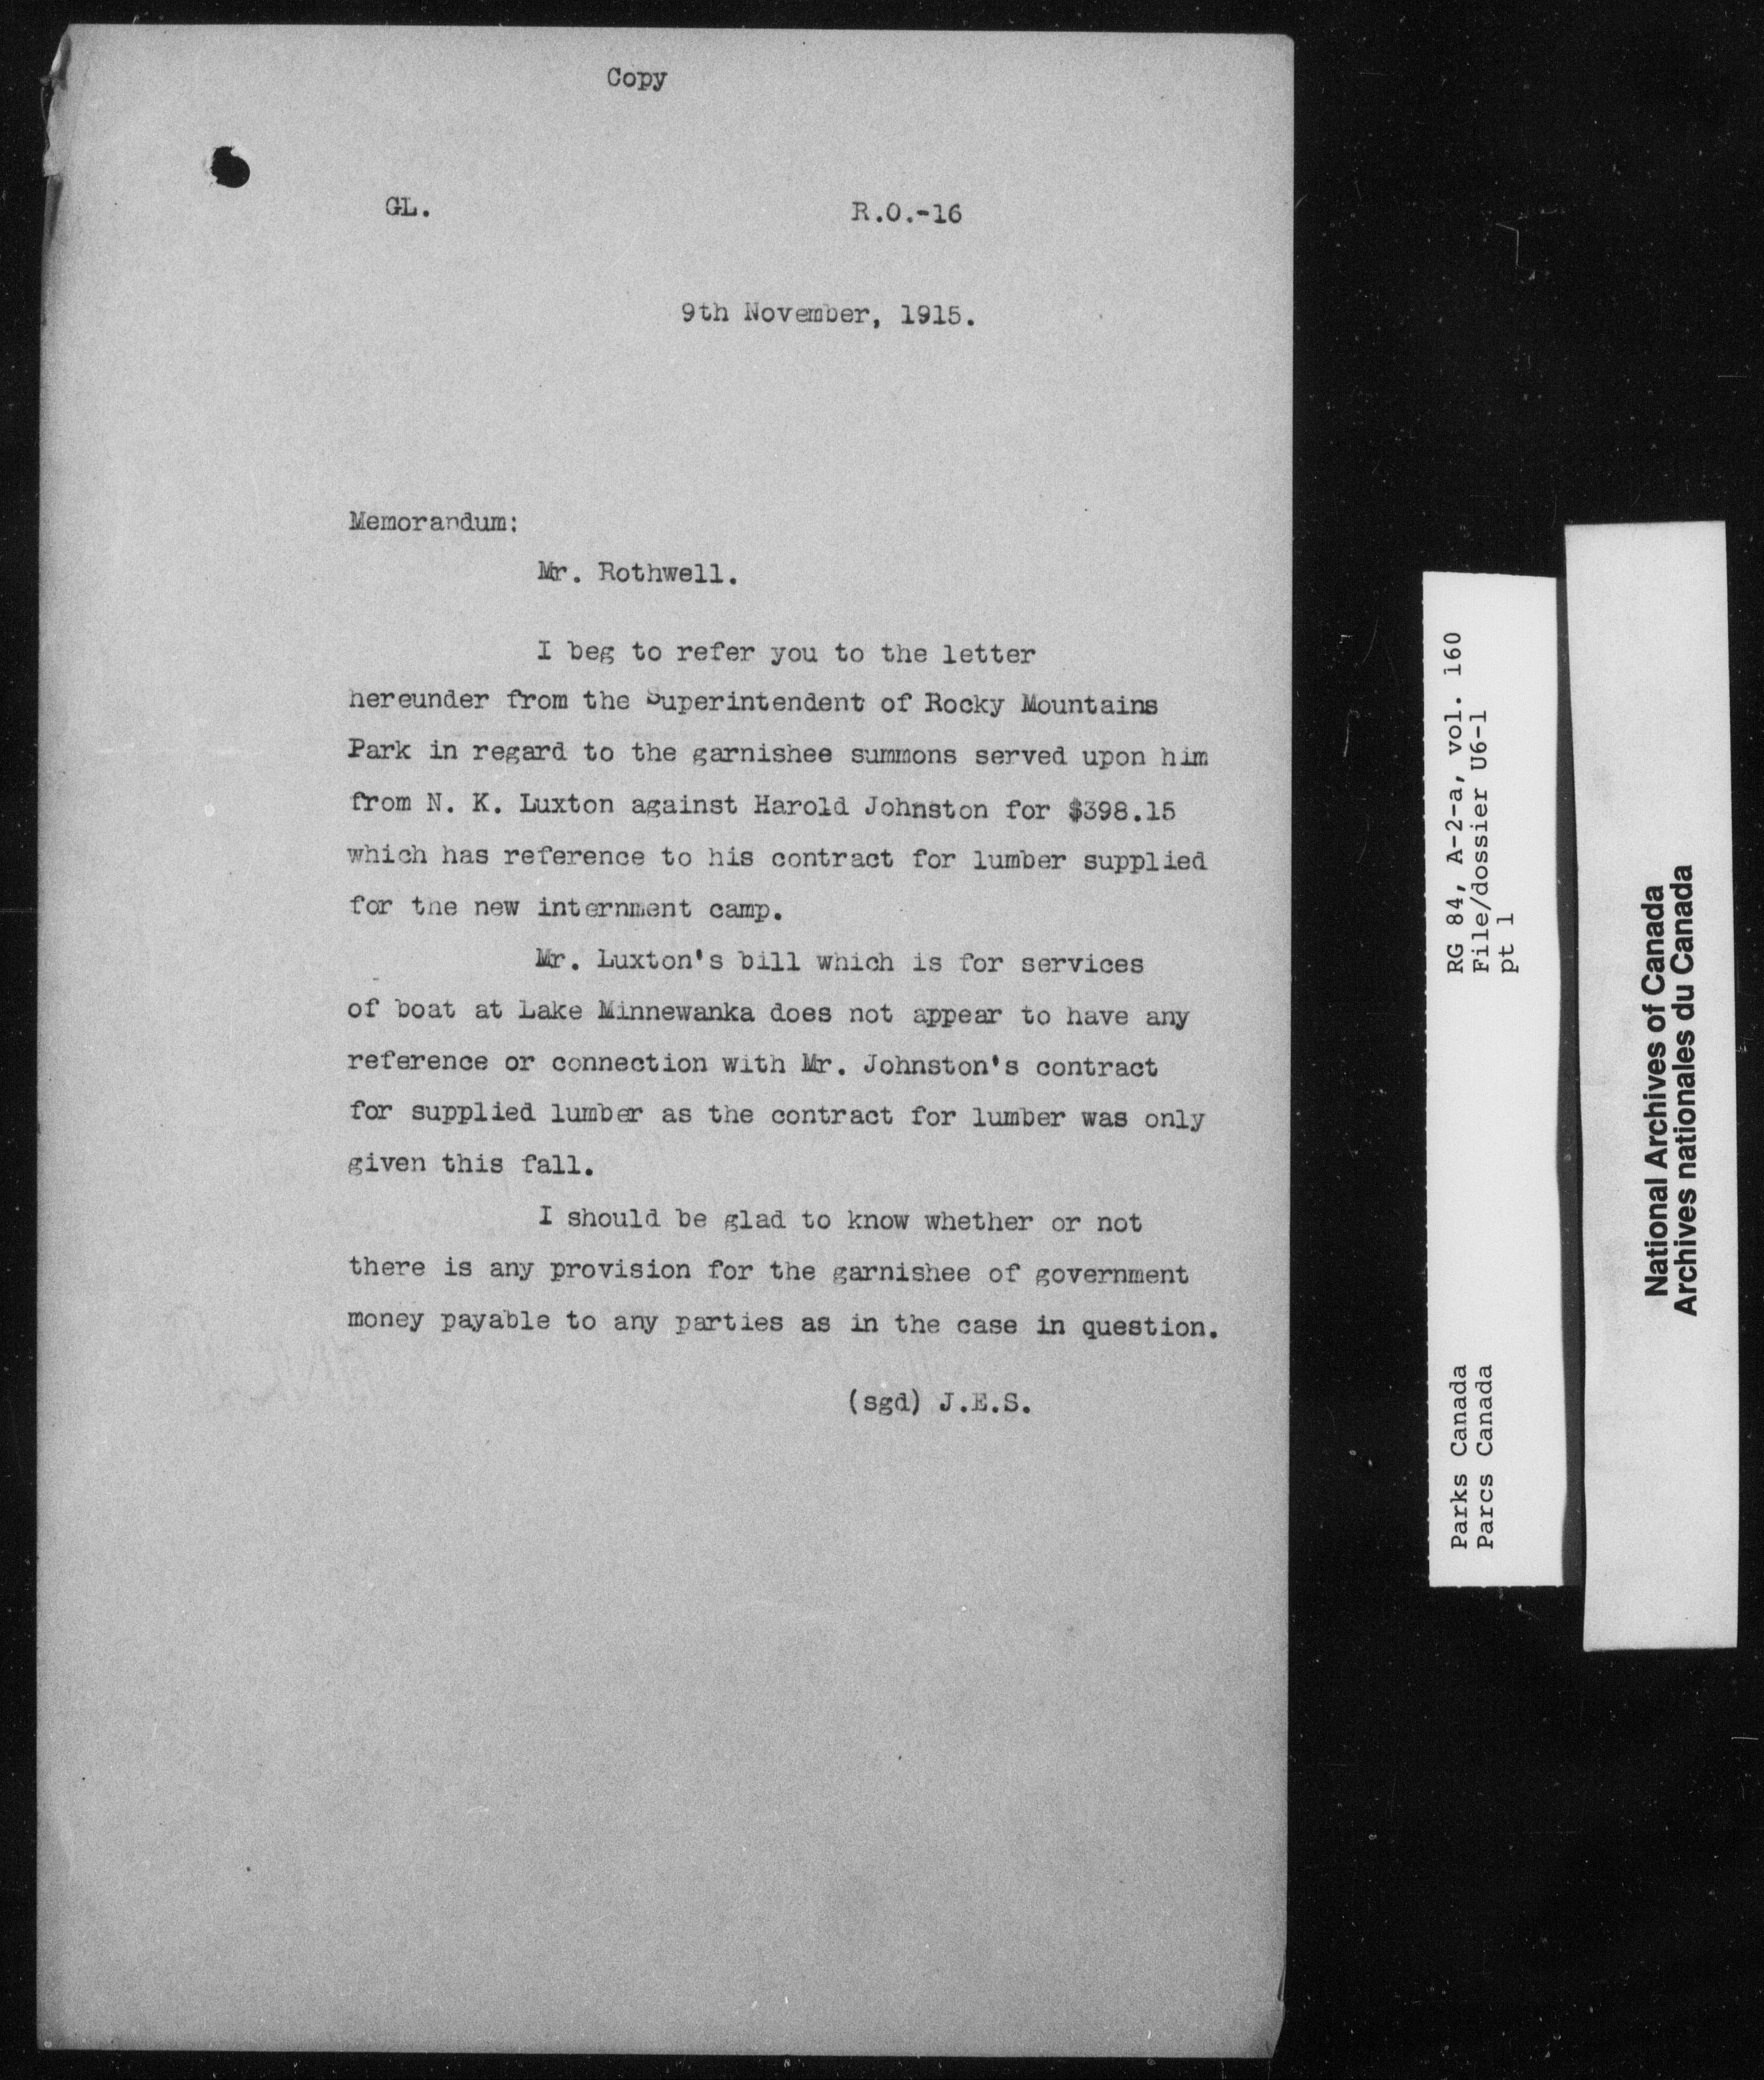 Copy
GL. R.O.-16
9th November, 1915.
Memorandum:
Mr. Rothwell.
I beg to refer you to the letter
hereunder from the Superintendent of Rocky Mountains
Park in regard to the garnishee summons served upon him
from N. K. Luxton against Harold Johnston for $398.15
which has reference to his contract for lumber supplied
for the new internment camp.
Mr. Luxton's bill which is for services
of boat at Lake Minnewanka does not appear to have any
reference or connection with Mr. Johnston's contract
for supplied lumber as the contract for lumber was only
given this fall.
I should be glad to know whether or not
there is any provision for the garnishee of government
money payable to any parties as in the case in question.
(sgd) J.E.S.
Parks Canada RG 84, A-2-a, vol. 160
Parcs Canada File/dossier U6-1
pt 1
National Archives of Canada
Archives nationales du Canada